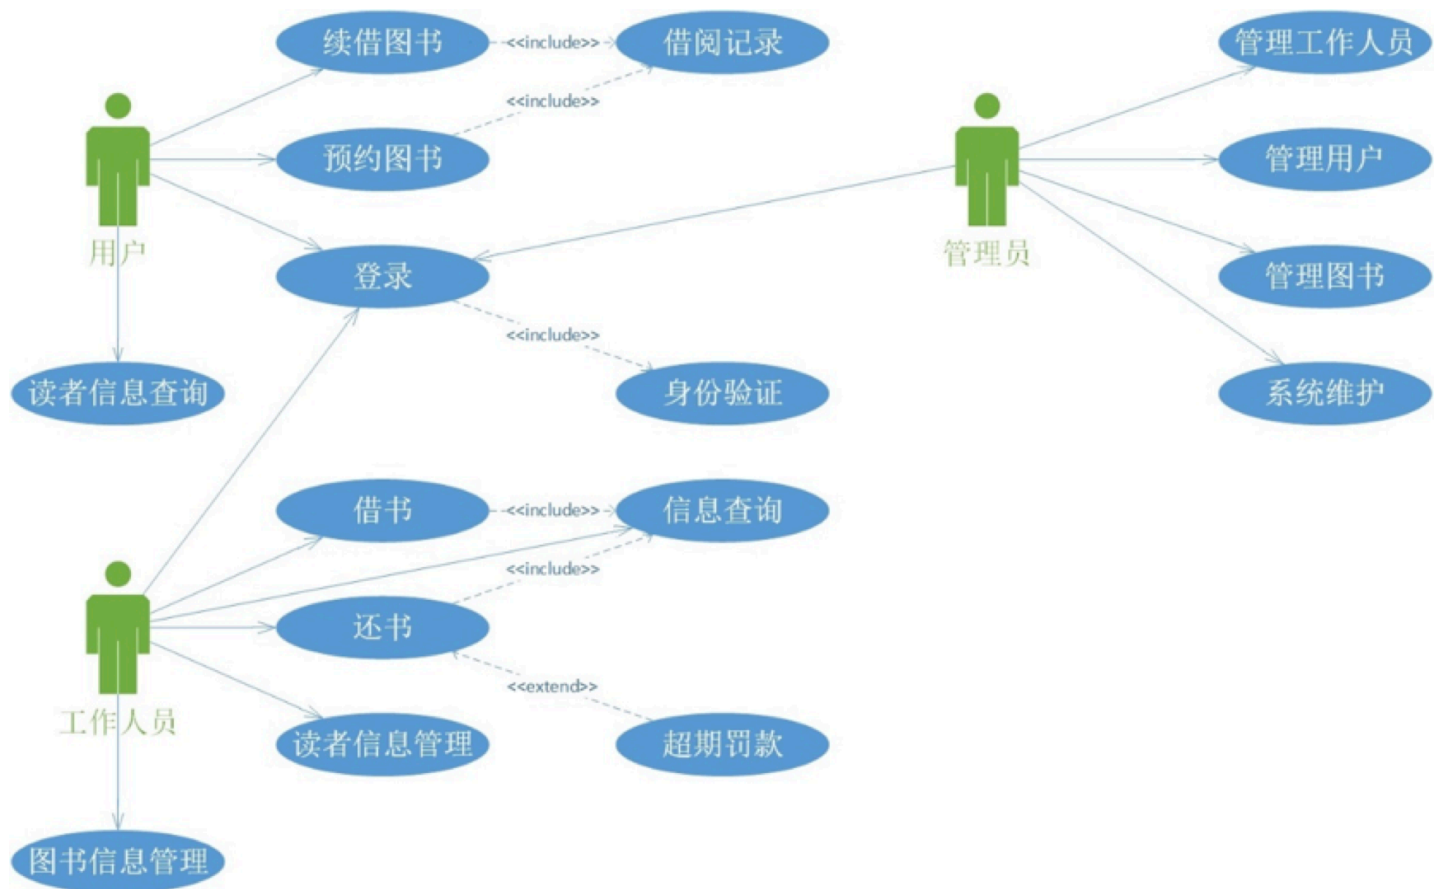 续借图书
<<include>>
借阅记录
管理工作人员
<<include>>
预约图书
管理用户
用户
管理员
登录
管理图书
<<include>>
读者信息查询
身份验证
系统维护
借书
<<include>>
信息查询
<<include>>
还书
<<extend>>
工作人员
读者信息管理
超期罚款
图书信息管理